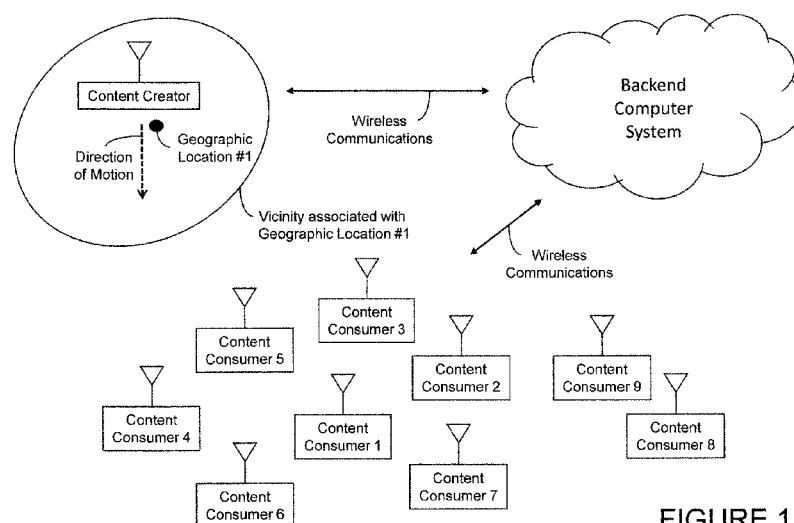 Content Creator
Geographic
Location #1
Direction
of Motion
Vicinity associated with
Geographic Location #1
Wireless
Communications
Backend
Computer
System
Wireless
Communications
Content
Consumer 3
Content
Consumer 5
Content
Consumer 2
Content
Consumer 9
Content
Consumer 4
Content
Consumer 1
Content
Consumer 8
Content
Consumer 6
Content
Consumer 7
FIGURE 1